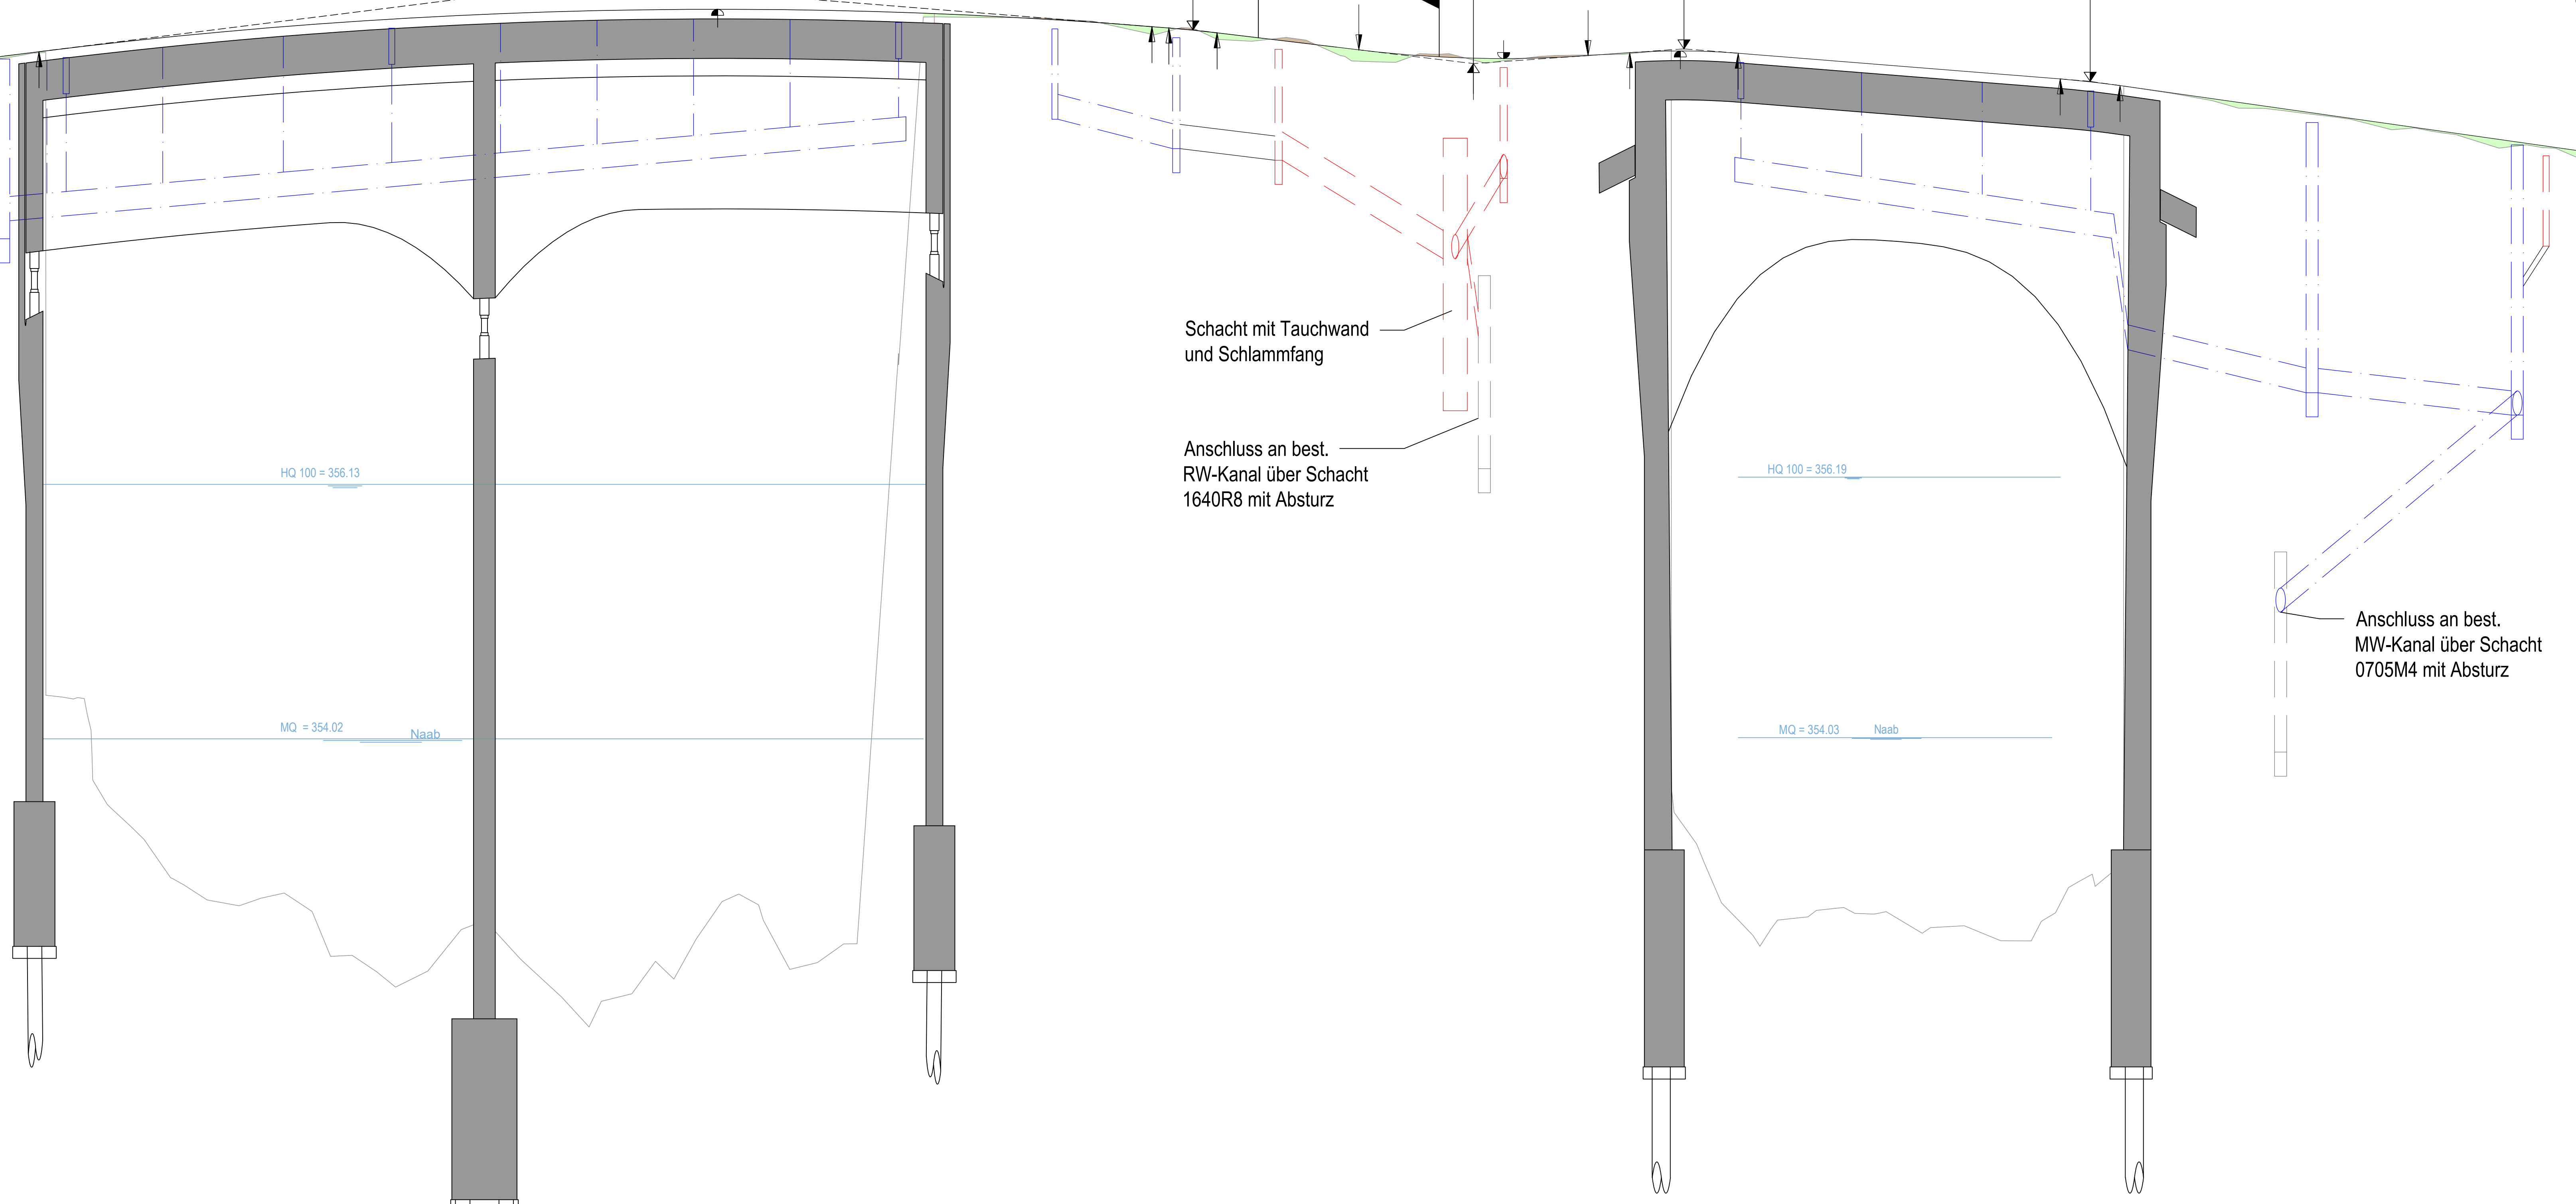 Schacht mit Tauchwand
und Schlammfang
Anschluss an best.
RW-Kanal über Schacht
1640R8 mit Absturz
HQ 100 = 356.13
MQ = 354.02
Naab
HQ 100 = 356.19
MQ = 354.03
Naab
Anschluss an best.
MW-Kanal über Schacht
0705M4 mit Absturz